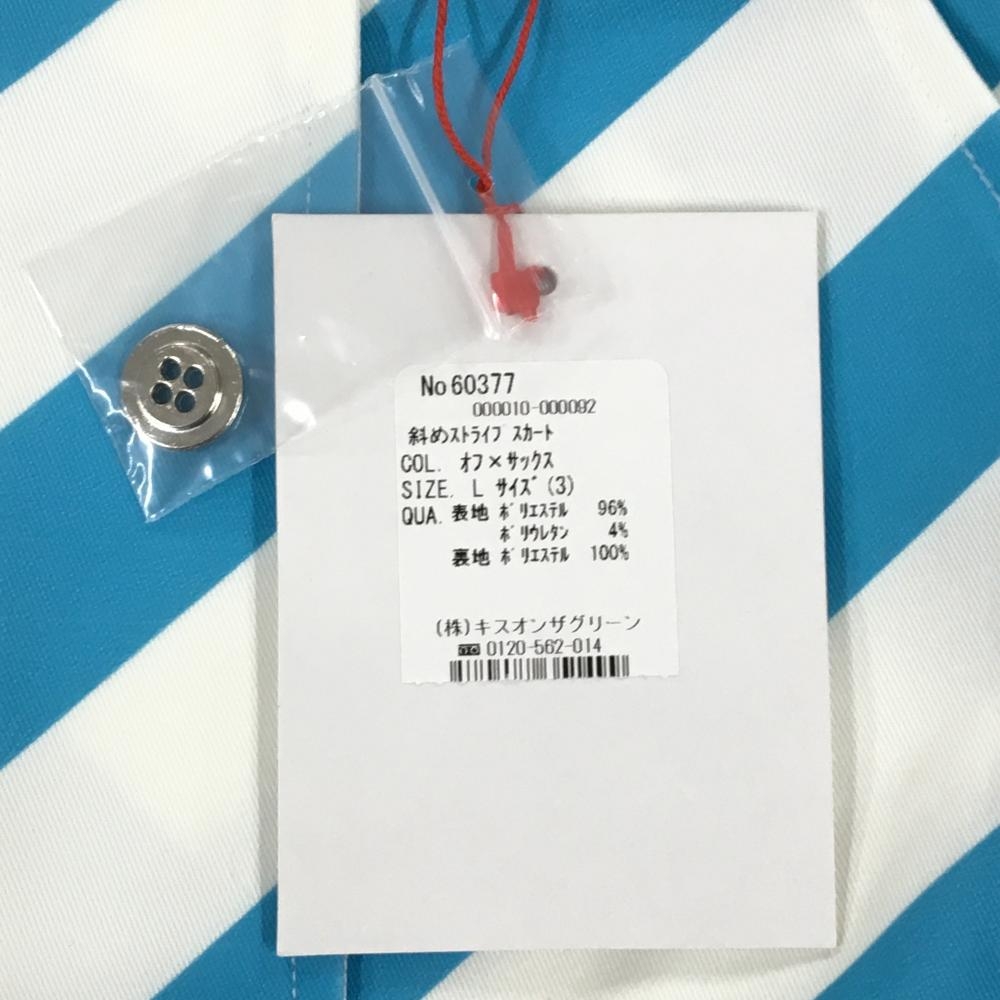 No 60377
000010-000092
斜めｽﾄﾗｲﾌﾟ ｽｶｰﾄ
COL. オフ×サックス
SIZE. L ｻｲｽﾞ(3)
QUA. 表地 ﾎﾟﾘｴｽﾃﾙ 96%
ﾎﾟﾘｳﾚﾀﾝ 4%
裏地 ﾎﾟﾘｴｽﾃﾙ 100%
(株)キスオンザグリーン
0120-562-014